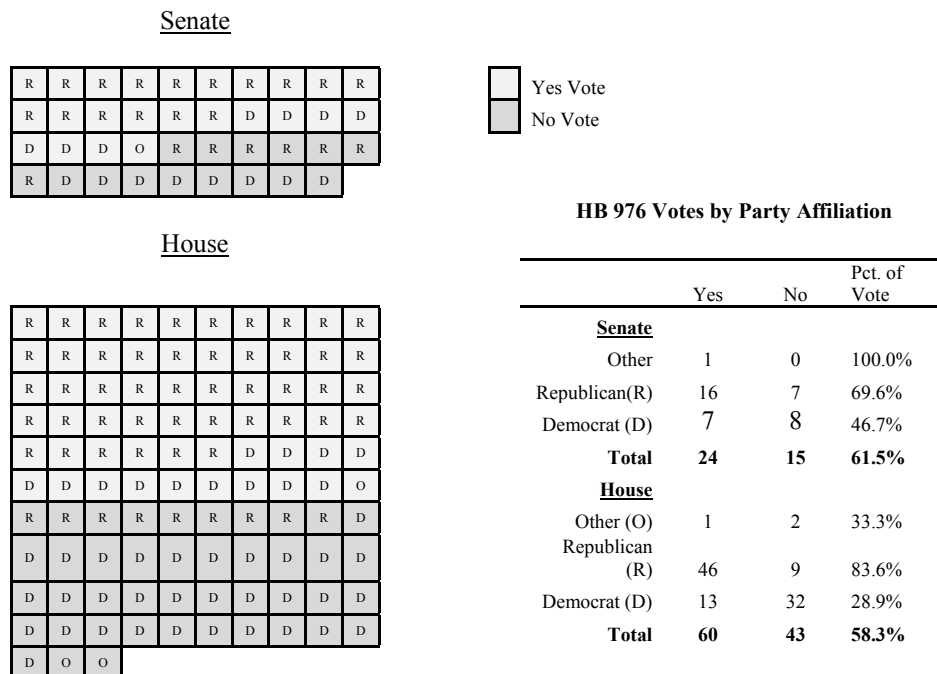 Senate
R R R R R R R R R R
R R R R R R D D D D
D D D O R R R R R R
R D D D D D D D D
House
R R R R R R R R R R
R R R R R R R R R R
R R R R R R R R R R
R R R R R R R R R R
R R R R R R D D D D
D D D D D D D D D O
R R R R R R R R R D
D D D D D D D D D D
D D D D D D D D D D
D D D D D D D D D D
D O O
Yes Vote
No Vote
HB 976 Votes by Party Affiliation
Pct. of
Yes No Vote
Senate
Other 1 0 100.0%
Republican(R) 16 7 69.6%
Democrat (D) 7 8 46.7%
Total 24 15 61.5%
House
Other (O) 1 2 33.3%
Republican
(R) 46 9 83.6%
Democrat (D) 13 32 28.9%
Total 60 43 58.3%